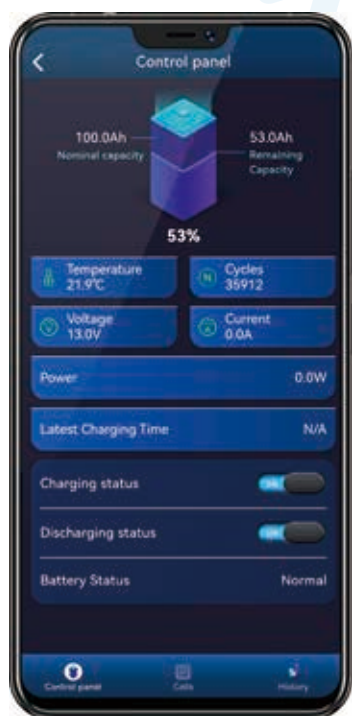 Control panel
100.0Ah
Nominal capacity
53.0Ah
Remaining
Capacity
53%
Temperature
21.9℃
Cycles
35912
Voltage
13.0V
Current
0.0A
Power 0.0W
Latest Charging Time N/A
Charging status
Discharging status
Battery Status Normal
Control panel Cells History